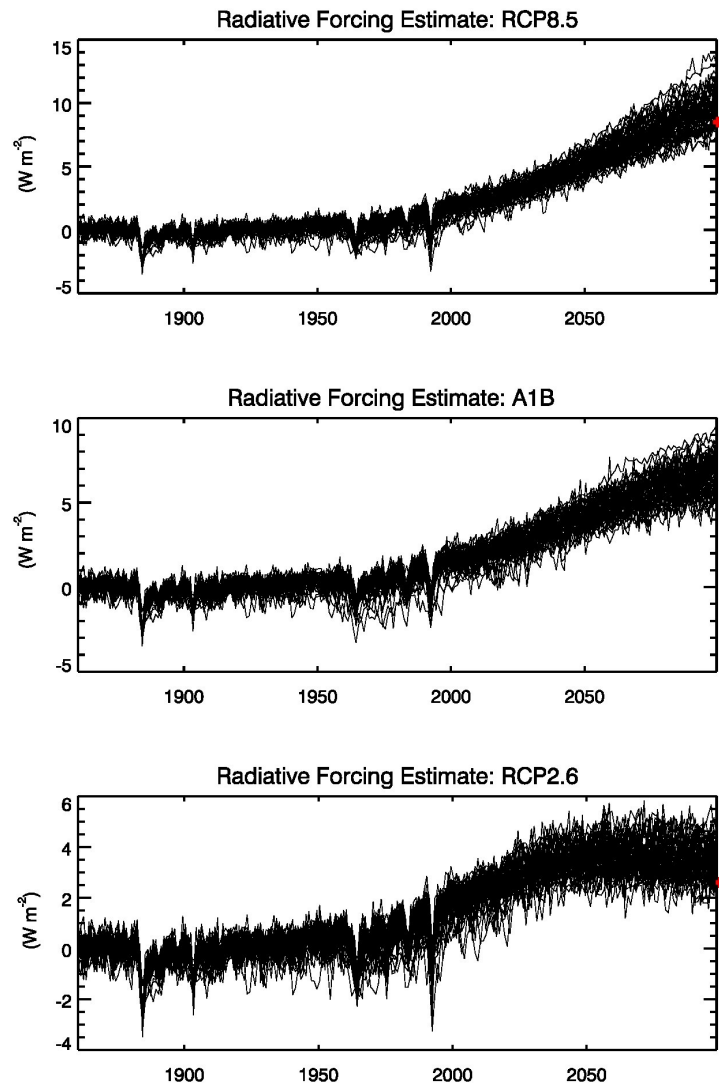 Radiative Forcing Estimate: RCP8.5
15
10
5
0
-5
(W m-2)
1900 1950 2000 2050
Radiative Forcing Estimate: A1B
10
5
0
-5
(W m-2)
1900 1950 2000 2050
Radiative Forcing Estimate: RCP2.6
6
4
2
0
-2
-4
(W m-2)
1900 1950 2000 2050